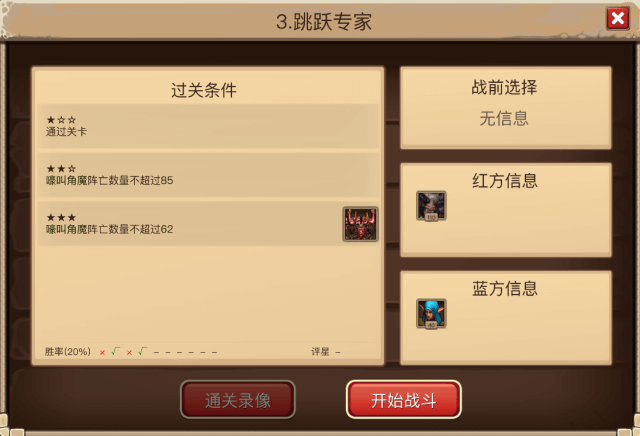 3.跳跃专家
过关条件
★☆☆
通过关卡
★★☆
嚎叫角魔阵亡数量不超过85
★★★
嚎叫角魔阵亡数量不超过62
胜率(20%) × √ × √ - - - - - -
评星 -
战前选择
无信息
红方信息
蓝方信息
40
通关录像
开始战斗